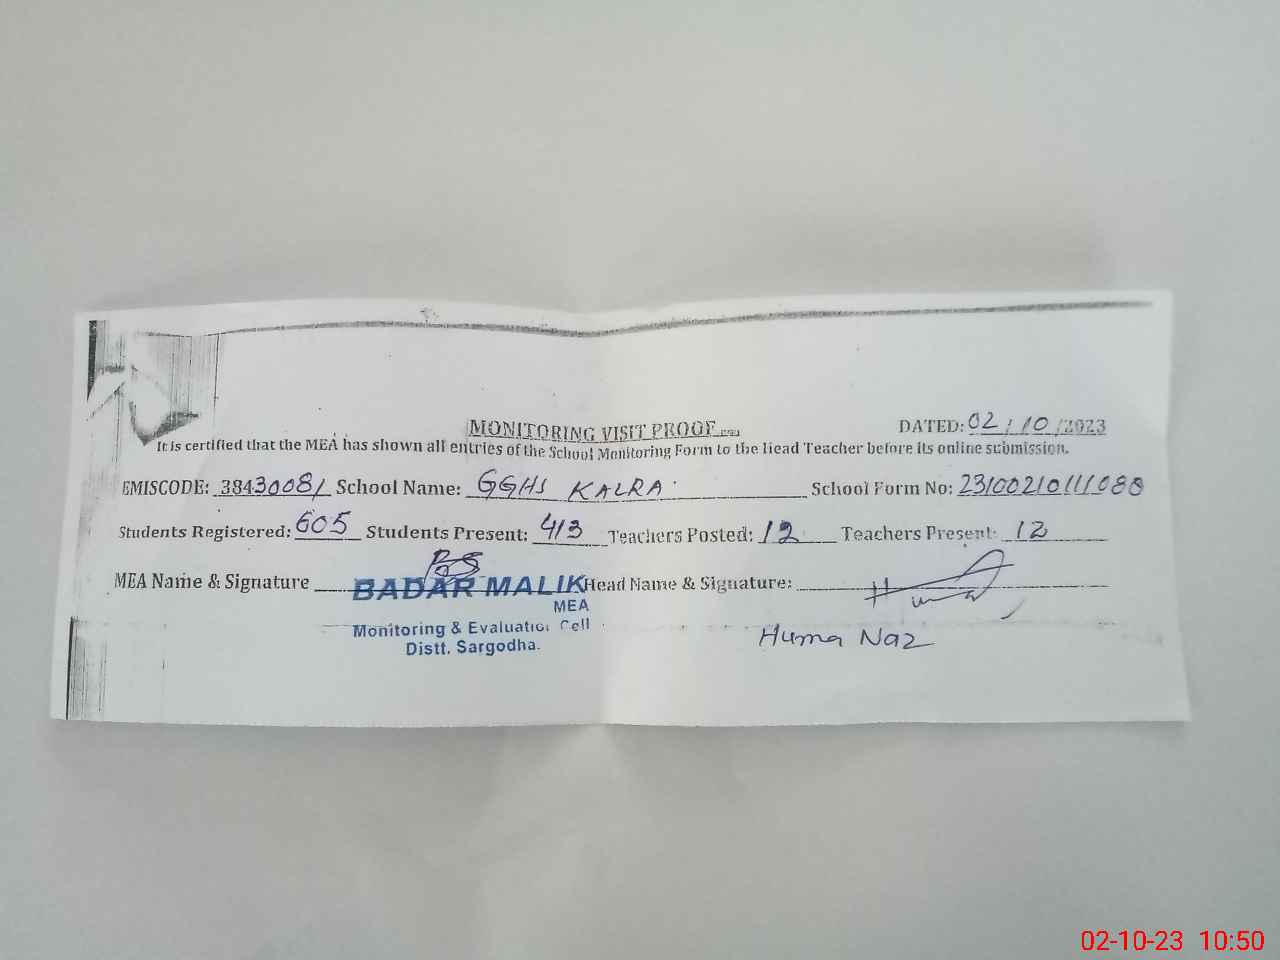 MONITORING VISIT PROOF DATED: 02/10/2023
It is certified that the MEA has shown all entries of the School Monitoring Form to the Head Teacher before its online submission.
EMISCODE: 38430081 School Name: GGHS KALRA School Form No: 23100210111088
Students Registered: 605 Students Present: 413 Teachers Posted: 12 Teachers Present: 12
MEA Name & Signature BADAR MALIK Head Name & Signature: Huma
MEA
Monitoring & Evaluation Cell
Distt. Sargodha.
Huma Naz
02-10-23 10:50